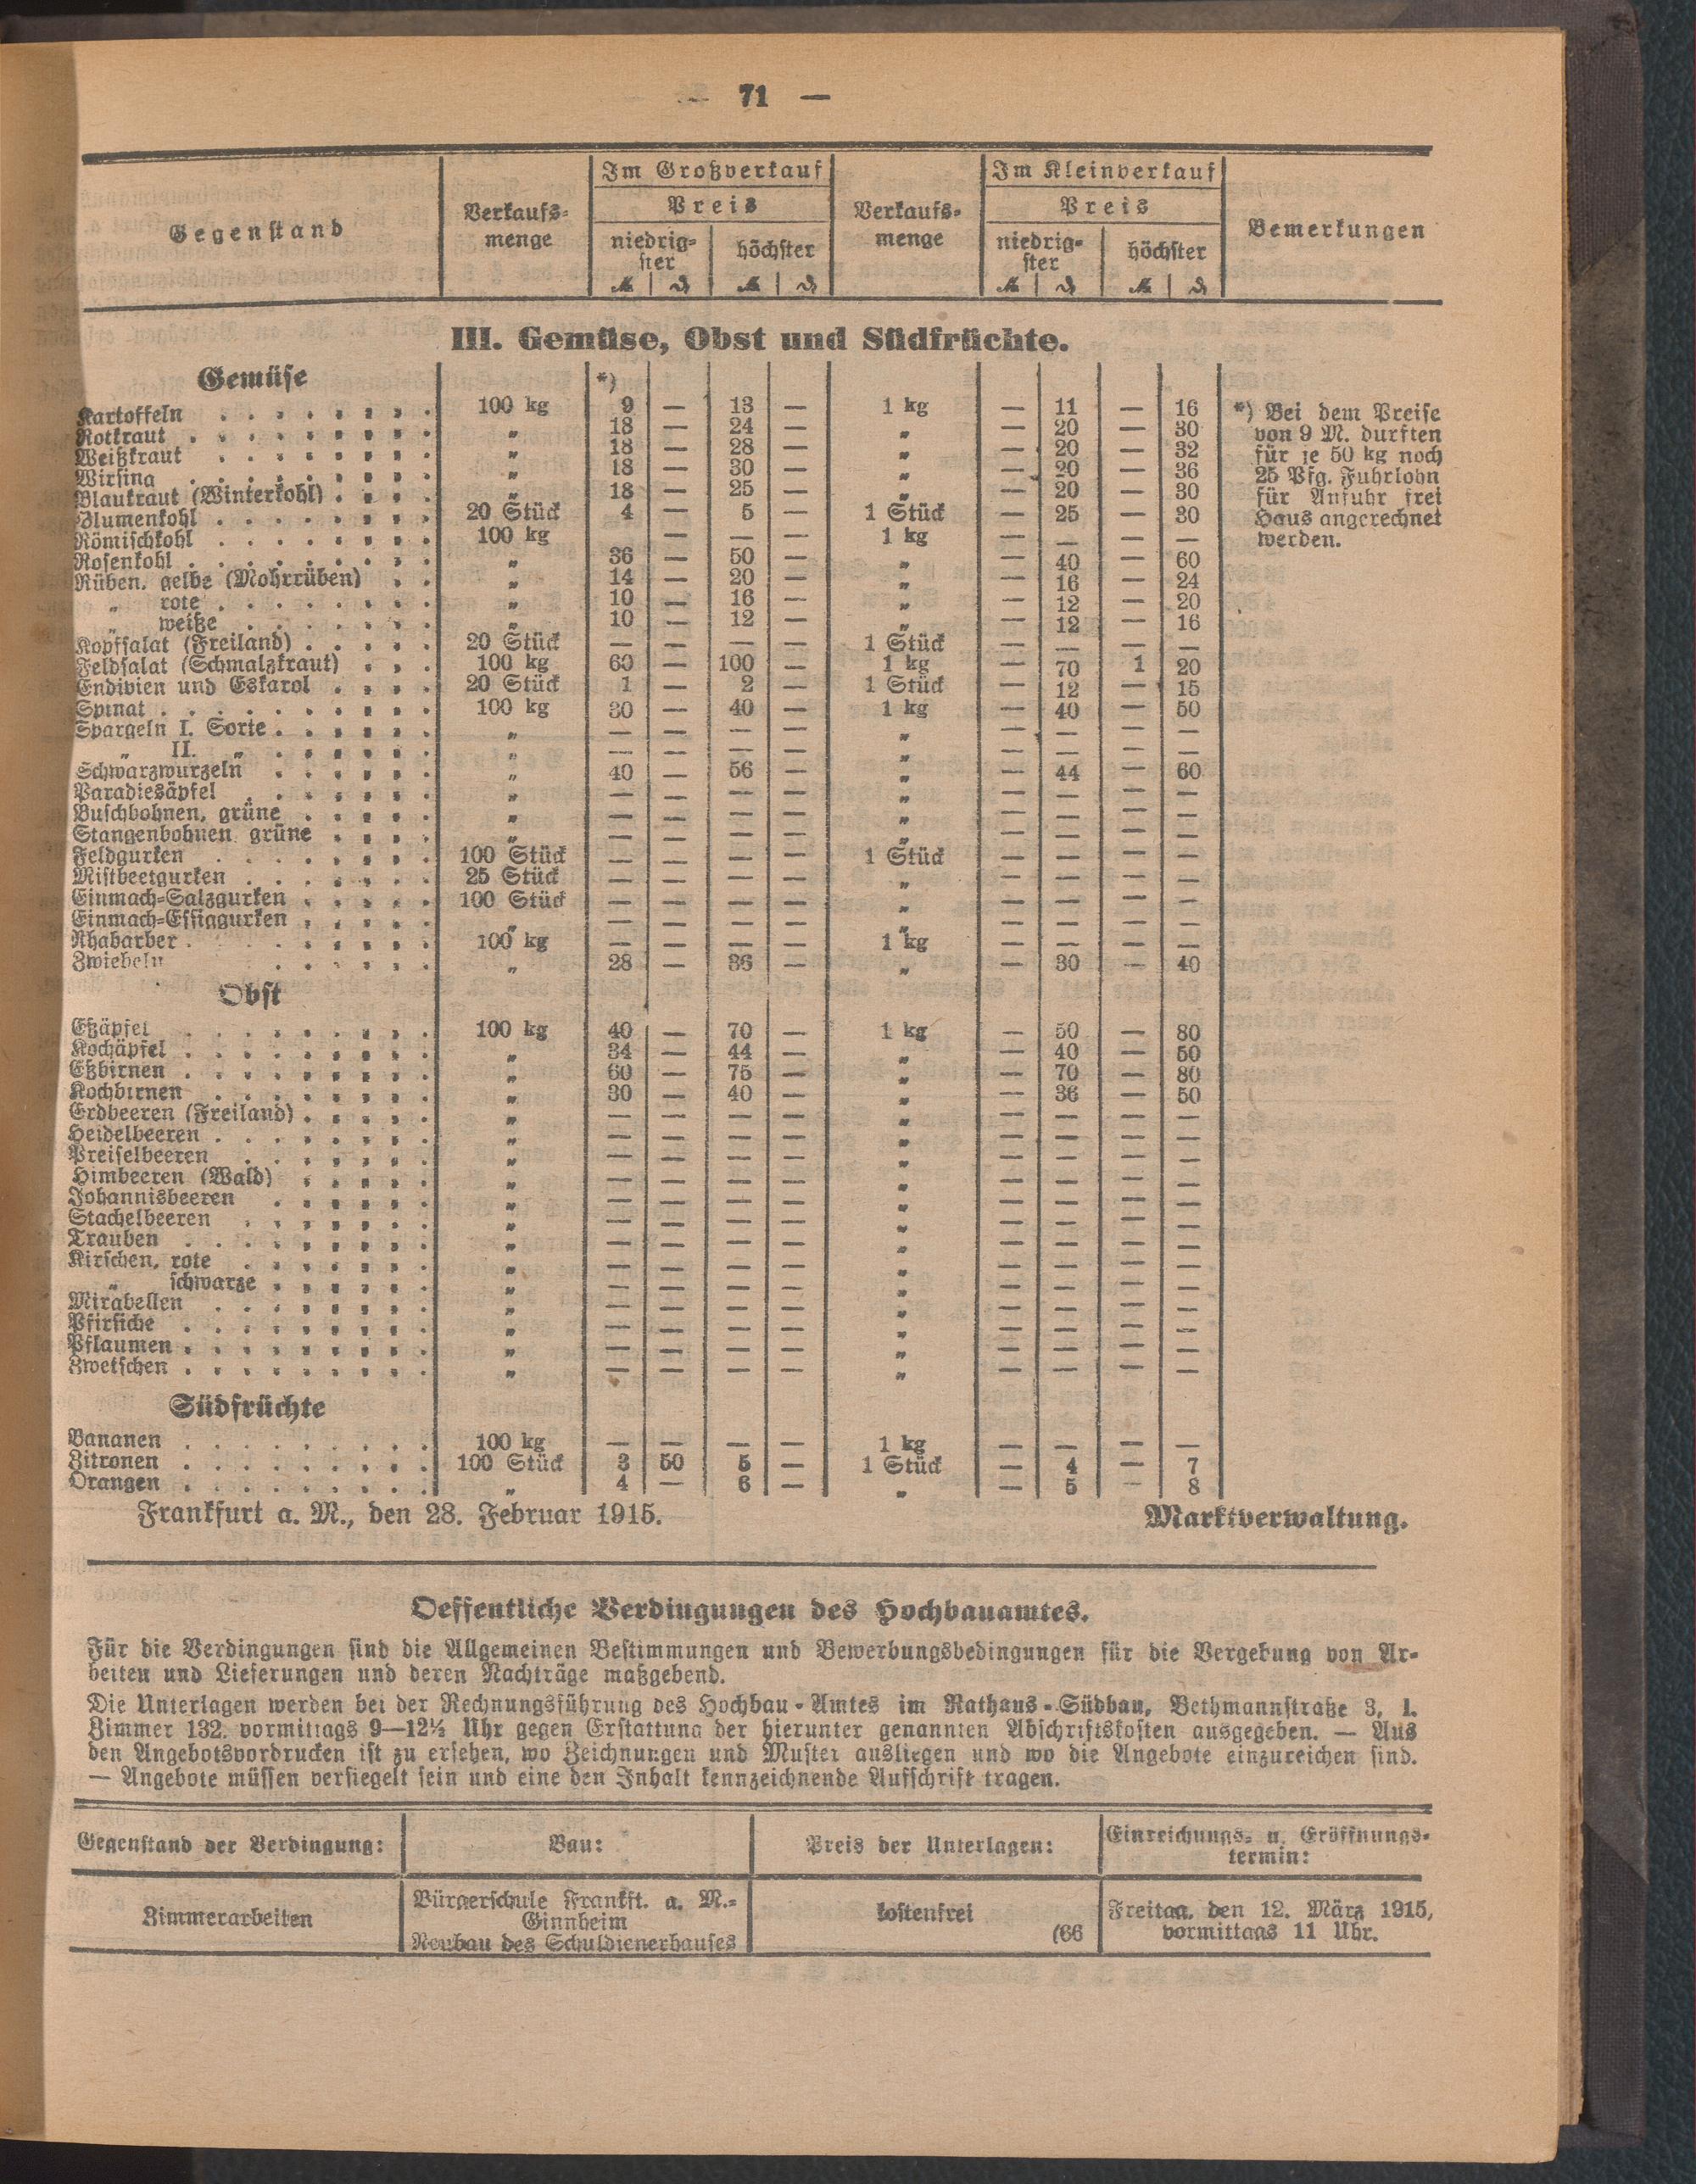 — 71 —
Gegenstand Verkaufs-menge Im Großverkauf Preis niedrig-ster höchster ℳ ₰ ℳ ₰ Verkaufs-menge Im Kleinverkauf Preis niedrig-ster höchster ℳ ₰ ℳ ₰ Bemerkungen
III. Gemüse, Obst und Südfrüchte.
Gemüse *)
Kartoffeln . . . . . . . . 100 kg 9 — 13 — 1 kg — 11 — 16
Rotkraut . . . . . . . . . „ 18 — 24 — „ — 20 — 30
Weißkraut . . . . . . . . „ 18 — 28 — „ — 20 — 32
Wirsing . . . . . . . . . „ 18 — 30 — „ — 20 — 36
Blaukraut (Winterkohl) . . . . „ 18 — 25 — „ — 20 — 30
Blumenkohl . . . . . . . . 20 Stück 4 — 5 — 1 Stück — 25 — 30
Römischkohl . . . . . . . . 100 kg — — — 1 kg — — — —
Rosenkohl . . . . . . . . . „ 36 — 50 — „ — 40 — 60
Rüben, gelbe (Mohrrüben) . . „ 14 — 20 — „ — 16 — 24
„ rote . . . . . . . . „ 10 — 16 — „ — 12 — 20
„ weiße . . . . . . . „ 10 — 12 — „ — 12 — 16
Kopfsalat (Freiland) . . . . . 20 Stück — — — — 1 Stück — — — —
Feldsalat (Schmalzkraut) . . . 100 kg 60 — 100 — 1 kg — 70 1 20
Endivien und Eskarol . . . . 20 Stück 1 — 2 — 1 Stück — 12 — 15
Spinat . . . . . . . . . . 100 kg 30 — 40 — 1 kg — 40 — 50
Spargeln I. Sorte . . . . . . „ — — — — „ — — — —
„ II. „ . . . . . . „ — — — — „ — — — —
Schwarzwurzeln . . . . . . „ 40 — 56 — „ — 44 — 60
Paradiesäpfel . . . . . . . „ — — — — „ — — — —
Buschbohnen, grüne . . . . . „ — — — — „ — — — —
Stangenbohnen grüne . . . . „ — — — — „ — — — —
Feldgurken . . . . . . . . 100 Stück — — — — 1 Stück — — — —
Mistbeetgurken . . . . . . . 25 Stück — — — — „ — — — —
Einmach-Salzgurken . . . . . 100 Stück — — — — „ — — — —
Einmach-Essiggurken . . . . . „ — — — — „ — — — —
Rhabarber . . . . . . . . 100 kg — — — — 1 kg — — — —
Zwiebeln . . . . . . „ 28 — 36 — „ — 30 — 40
*) Bei dem Preise
von 9 M. durften
für je 50 kg noch
25 Pfg. Fuhrlohn
für Anfuhr frei
Haus angerechnet
werden.
Obst
Eßäpfel . . . . . . . . . 100 kg 40 — 70 — 1 kg — 50 — 80
Kochäpfel . . . . . . . . . „ 34 — 44 — „ — 40 — 50
Eßbirnen . . . . . . . . . „ 60 — 75 — „ — 70 — 80
Kochbirnen . . . . . . . . „ 30 — 40 — „ — 36 — 50
Erdbeeren (Freiland) . . . . . „ — — — — „ — — — —
Heidelbeeren . . . . . . . . „ — — — — „ — — — —
Preiselbeeren . . . . . . . „ — — — — „ — — — —
Himbeeren (Wald) . . . . . „ — — — — „ — — — —
Johannisbeeren . . . . . . „ — — — — „ — — — —
Stachelbeeren . . . . . . . „ — — — — „ — — — —
Trauben . . . . . . . . . „ — — — — „ — — — —
Kirschen, rote . . . . . . . „ — — — — „ — — — —
„ schwarze . . . . . . „ — — — — „ — — — —
Mirabellen . . . . . . . . „ — — — — „ — — — —
Pfirsiche . . . . . . . . . „ — — — — „ — — — —
Pflaumen . . . . . . . . . „ — — — — „ — — — —
Zwetschen . . . . . . . . . „ — — — — „ — — — —
Südfrüchte
Bananen . . . . . . . . . 100 kg — — — — 1 kg — — — —
Zitronen . . . . . . . . . 100 Stück 3 50 5 — 1 Stück — 4 — 7
Orangen . . . . . . . . . „ 4 — 6 — „ — 5 — 8
Frankfurt a. M., den 28. Februar 1915. Marktverwaltung.
Oeffentliche Verdingungen des Hochbauamtes.
Für die Verdingungen sind die Allgemeinen Bestimmungen und Bewerbungsbedingungen für die Vergebung von Ar-
beiten und Lieferungen und deren Nachträge maßgebend.
Die Unterlagen werden bei der Rechnungsführung des Hochbau-Amtes im Rathaus-Südbau, Bethmannstraße 3, 1.
Zimmer 132, vormittags 9—12½ Uhr gegen Erstattung der hierunter genannten Abschriftskosten ausgegeben. — Aus
den Angebotsvordrucken ist zu ersehen, wo Zeichnungen und Muster ausliegen und wo die Angebote einzureichen sind.
— Angebote müssen versiegelt sein und eine den Inhalt kennzeichnende Aufschrift tragen.
Gegenstand der Verdingung: Bau: Preis der Unterlagen: Einreichungs- u. Eröffnungs-
termin:
Zimmerarbeiten Bürgerschule Frankft. a. M.- kostenfrei Freitag, den 12. März 1915,
Ginnheim (66 vormittags 11 Uhr.
Neubau des Schuldienerhauses